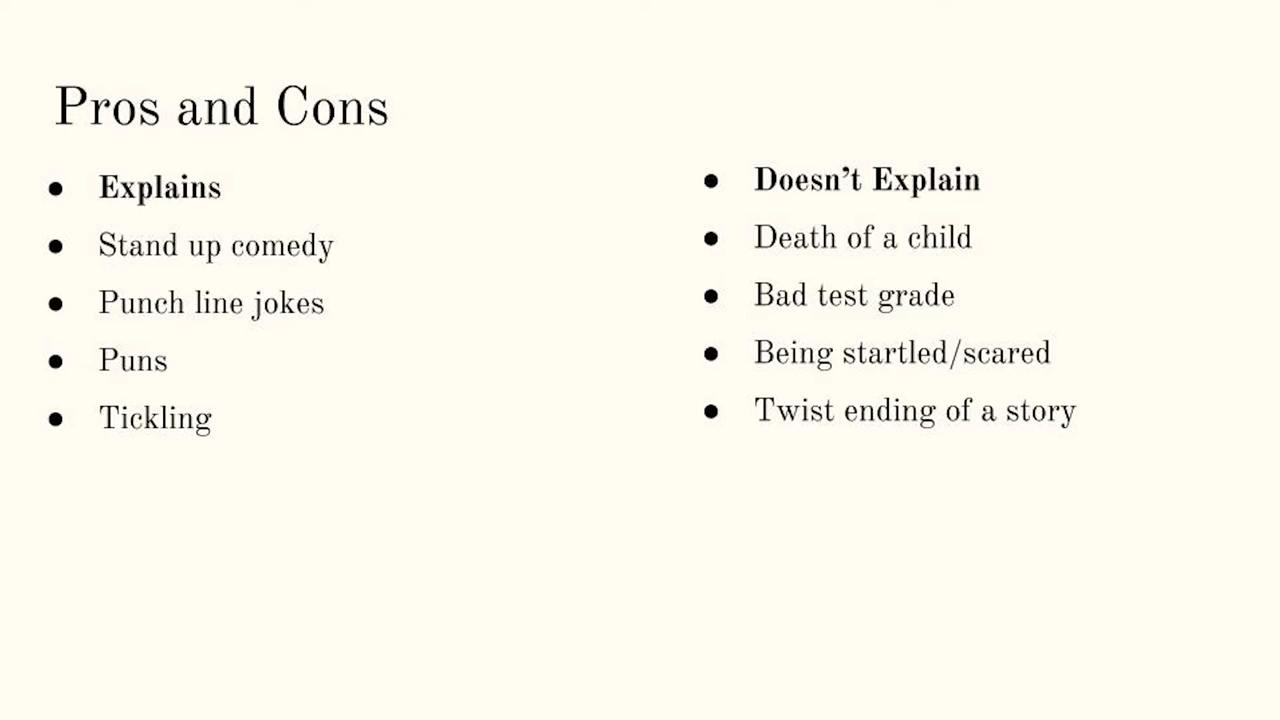 Pros and Cons
● Explains
● Stand up comedy
● Punch line jokes
● Puns
● Tickling
● Doesn’t Explain
● Death of a child
● Bad test grade
● Being startled/scared
● Twist ending of a story